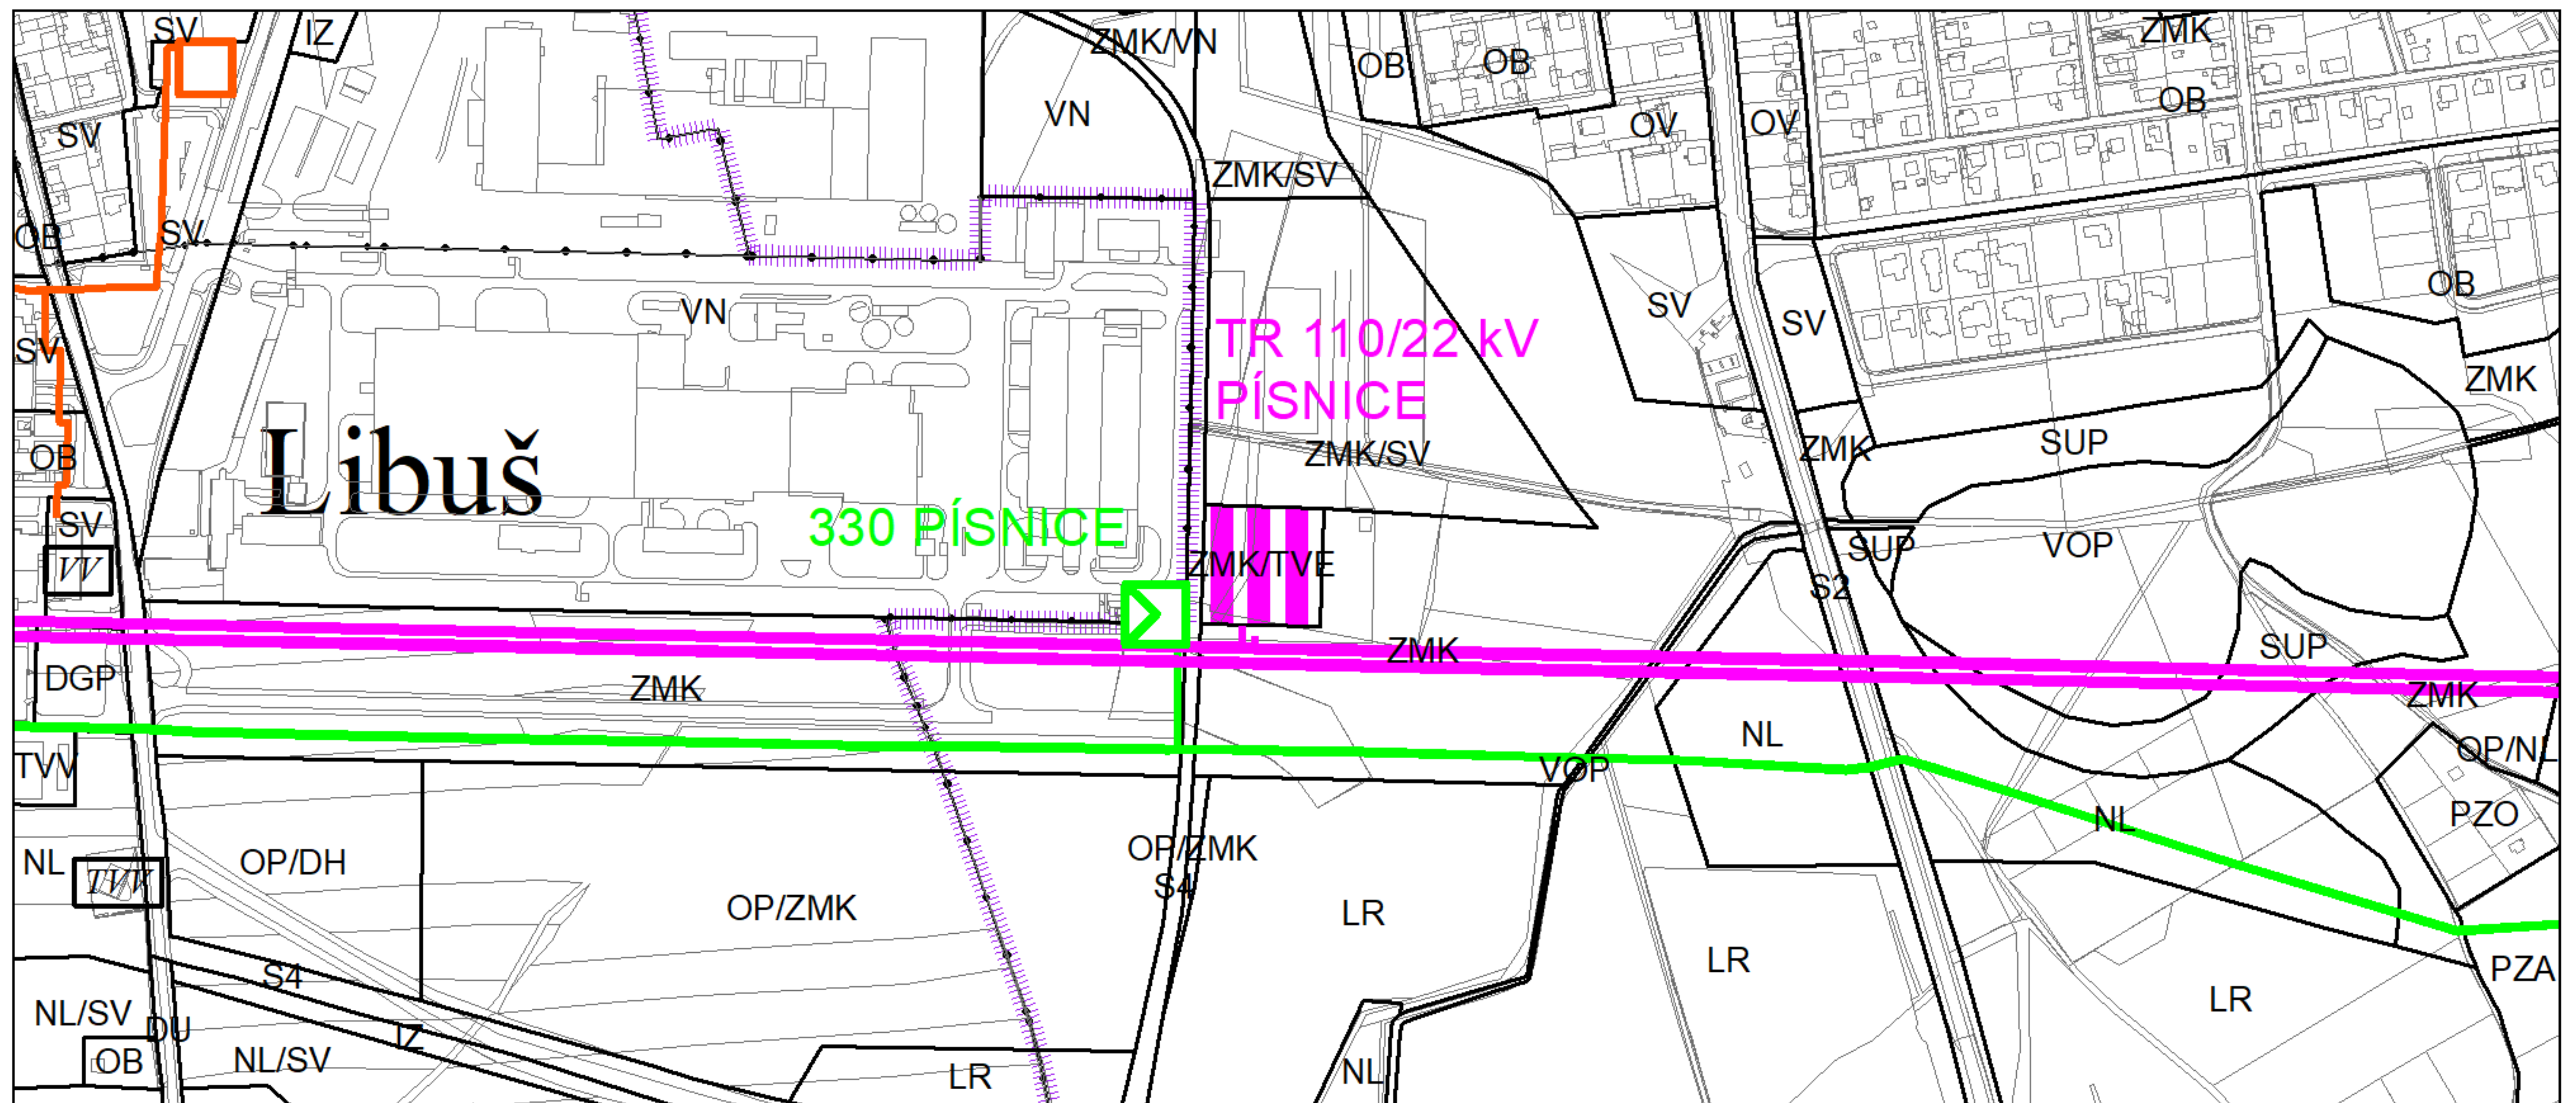 SV
IZ
ZMK/VN
OB
OB
ZMK
OB
VN
OV
OV
SV
ZMK/SV
OB
SV
VN
SV
SV
OB
TR 110/22 kV
PÍSNICE
SV
ZMK
Libuš
OB
ZMK/SV
ZMK
SUP
SV
330 PÍSNICE
VV
ZMK/TVE
SUP
VOP
S2
ZMK
SUP
DGP
ZMK
ZMK
NL
OP/NL
TVV
VOP
NL
PZO
NL
TVV
OP/DH
OP/ZMK
S4
OP/ZMK
LR
LR
PZA
S4
LR
NL/SV
DU
IZ
OB
NL/SV
LR
NL